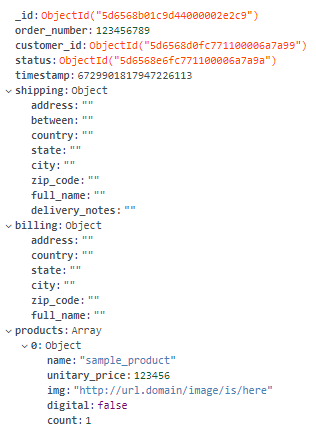 _id: ObjectId("5d6568b01c9d44000002e2c9")
order_number: 123456789
customer_id: ObjectId("5d6568d0fc771100006a7a99")
status: ObjectId("5d6568e6fc771100006a7a9a")
timestamp: 6729901817947226113
shipping: Object
address: ""
between: ""
country: ""
state: ""
city: ""
zip_code: ""
full_name: ""
delivery_notes: ""
billing: Object
address: ""
country: ""
state: ""
city: ""
zip_code: ""
full_name: ""
products: Array
0: Object
name: "sample_product"
unitary_price: 123456
img: "http://url.domain/image/is/here"
digital: false
count: 1